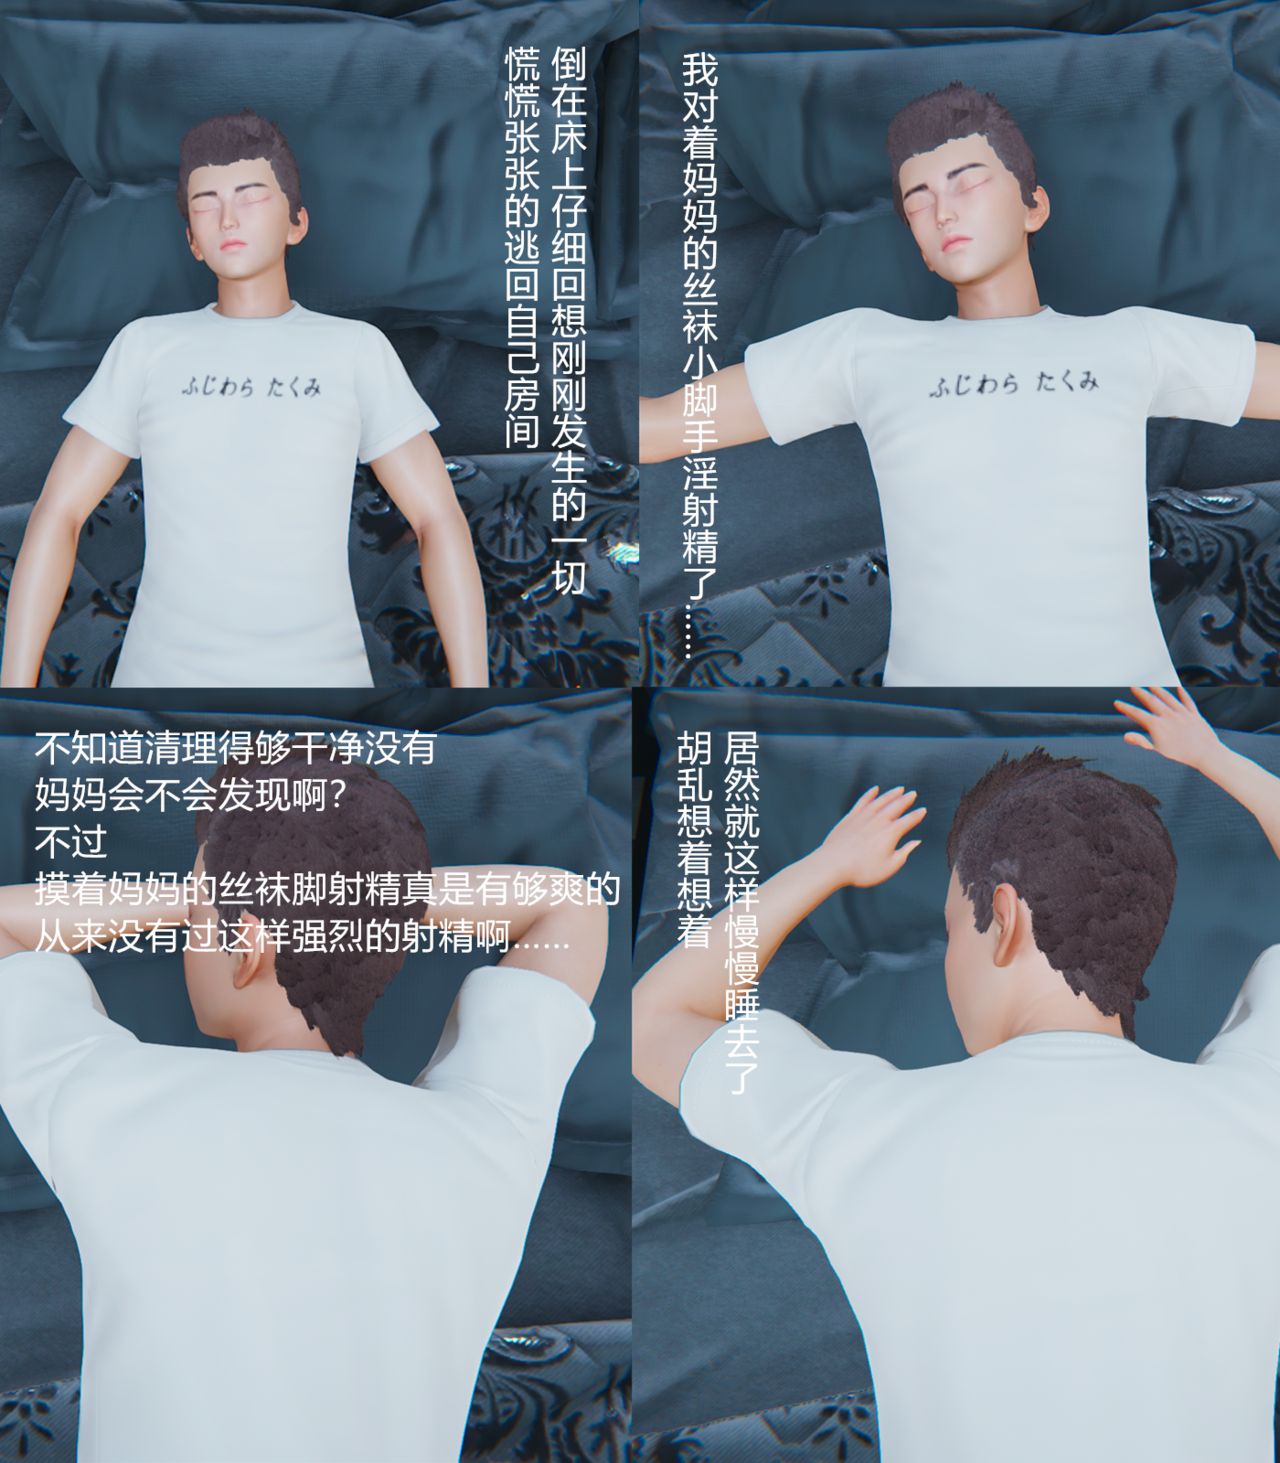 慌慌张张的逃回自己房间
倒在床上仔细回想刚刚发生的一切
ふじわら たくみ
我对着妈妈的丝袜小脚手淫射精了……
ふじわら たくみ
不知道清理得够干净没有
妈妈会不会发现啊?
不过
摸着妈妈的丝袜脚射精真是有够爽的
从来没有过这样强烈的射精啊……
胡乱想着想着
居然就这样慢慢睡去了